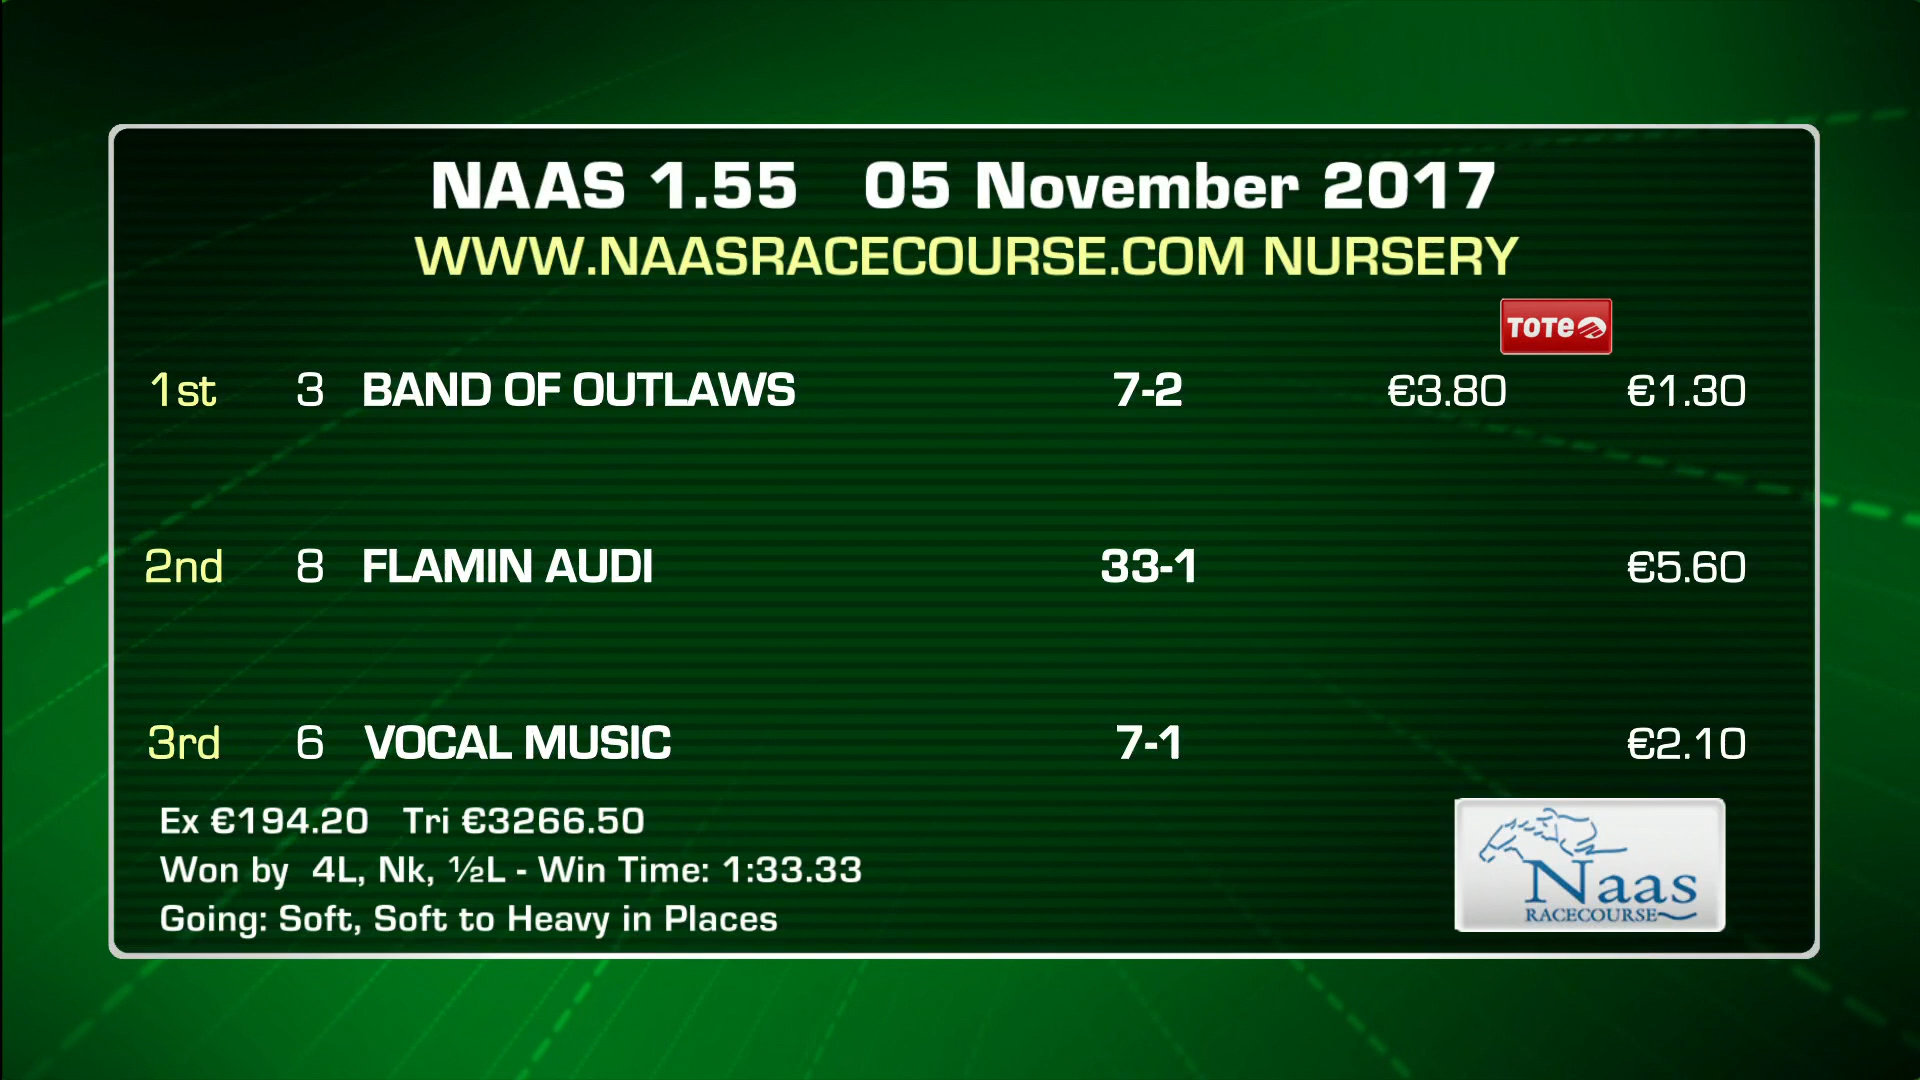 NAAS 1.55 05 November 2017
WWW.NAASRACECOURSE.COM NURSERY
TOTE
1st 3 BAND OF OUTLAWS 7-2 €3.80 €1.30
2nd 8 FLAMIN AUDI 33-1 €5.60
3rd 6 VOCAL MUSIC 7-1 €2.10
Ex €194.20 Tri €3266.50
Won by 4L, Nk, ½L - Win Time: 1:33.33
Going: Soft, Soft to Heavy in Places
Naas
RACECOURSE